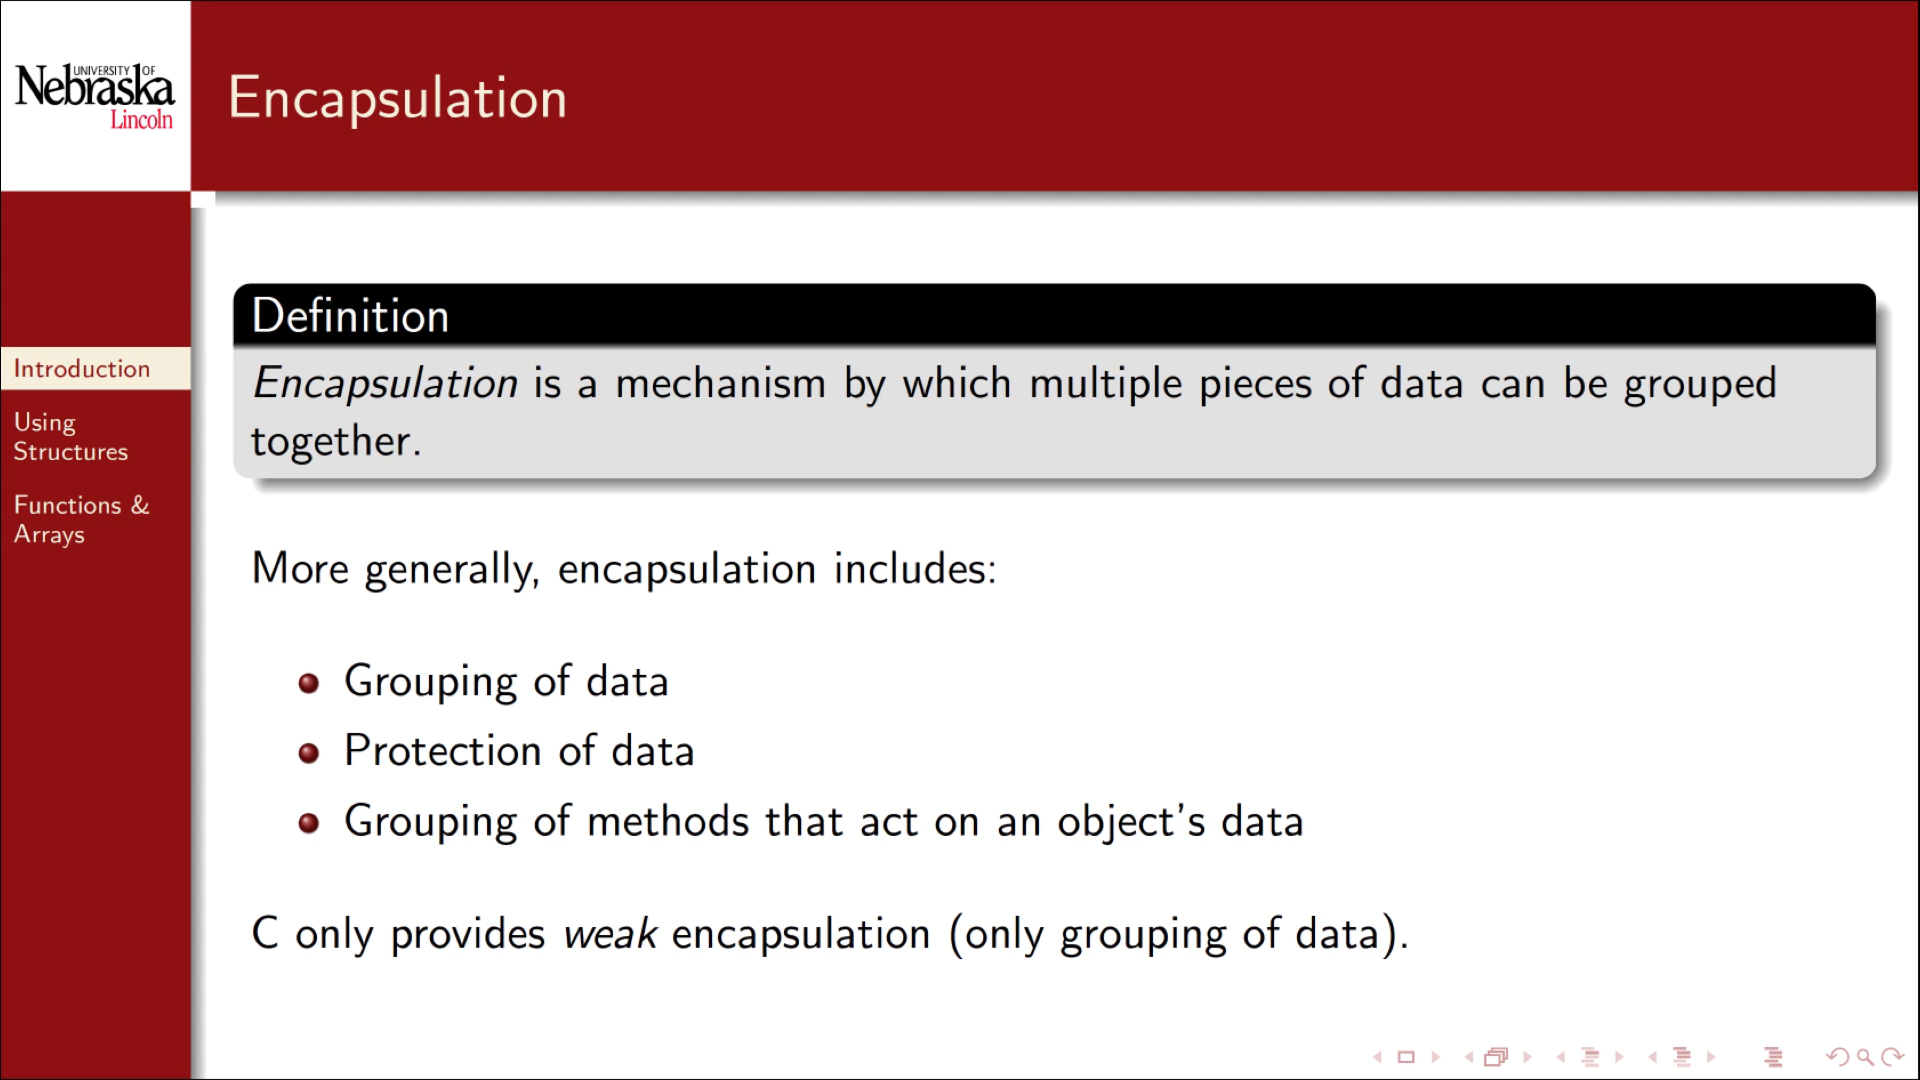 UNIVERSITY OF
Nebraska
Lincoln
Encapsulation
Introduction
Using
Structures
Functions &
Arrays
Definition
Encapsulation is a mechanism by which multiple pieces of data can be grouped
together.
More generally, encapsulation includes:
Grouping of data
Protection of data
Grouping of methods that act on an object's data
C only provides weak encapsulation (only grouping of data).